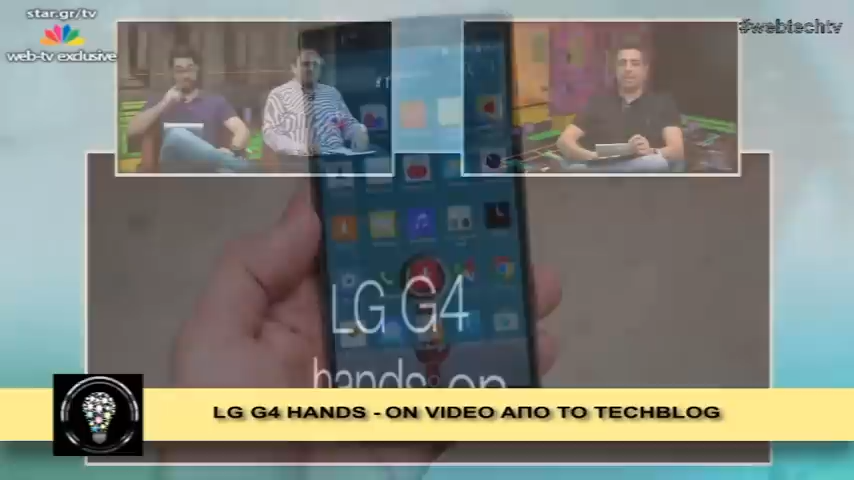 star.gr/tv
web-tv exclusive
#webtechtv
LG G4
hands-on
LG G4 HANDS - ON VIDEO ΑΠΟ ΤΟ TECHBLOG